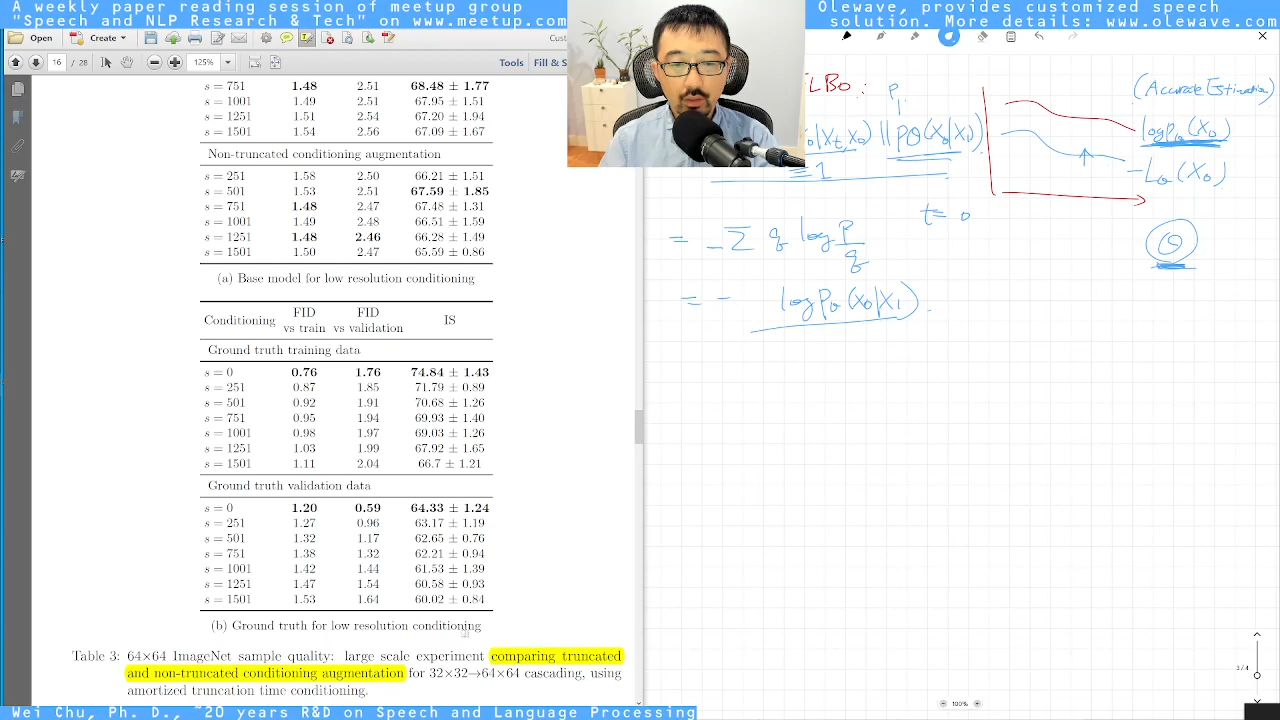 A weekly paper reading session of meetup group
"Speech and NLP Research & Tech" on www.meetup.com
Olewave, provides customized speech
solution. More details: www.olewave.com
Open
Create
Tools
Fill & S
16 / 28
125%
s = 751 1.48 2.51 68.48 ± 1.77
s = 1001 1.49 2.51 67.95 ± 1.51
s = 1251 1.51 2.54 67.20 ± 1.94
s = 1501 1.54 2.56 67.09 ± 1.67
Non-truncated conditioning augmentation
s = 251 1.58 2.50 66.21 ± 1.51
s = 501 1.53 2.51 67.59 ± 1.85
s = 751 1.48 2.47 67.48 ± 1.31
s = 1001 1.49 2.48 66.51 ± 1.59
s = 1251 1.48 2.46 66.28 ± 1.49
s = 1501 1.50 2.47 65.59 ± 0.86
(a) Base model for low resolution conditioning
Conditioning FID vs train FID vs validation IS
Ground truth training data
s = 0 0.76 1.76 74.84 ± 1.43
s = 251 0.87 1.85 71.79 ± 0.89
s = 501 0.92 1.91 70.68 ± 1.26
s = 751 0.95 1.94 69.93 ± 1.40
s = 1001 0.98 1.97 69.03 ± 1.26
s = 1251 1.03 1.99 67.92 ± 1.65
s = 1501 1.11 2.04 66.7 ± 1.21
Ground truth validation data
s = 0 1.20 0.59 64.33 ± 1.24
s = 251 1.27 0.96 63.17 ± 1.19
s = 501 1.32 1.17 62.65 ± 0.76
s = 751 1.38 1.32 62.21 ± 0.94
s = 1001 1.42 1.44 61.53 ± 1.39
s = 1251 1.47 1.54 60.58 ± 0.93
s = 1501 1.53 1.64 60.02 ± 0.84
(b) Ground truth for low resolution conditioning
Table 3: 64×64 ImageNet sample quality: large scale experiment comparing truncated
and non-truncated conditioning augmentation for 32×32→64×64 cascading, using
amortized truncation time conditioning.
LBO:
P1
|Xt,X0) || pθ(X0|X1)
≡ 1
t = 0
= - Σ q log p/q
= - log pθ(X0|X1).
(Accurate Estimation)
log pθ(X0)
-Lθ(X0)
θ
3/4
100%
Wei Chu, Ph. D., ~20 years R&D on Speech and Language Processing